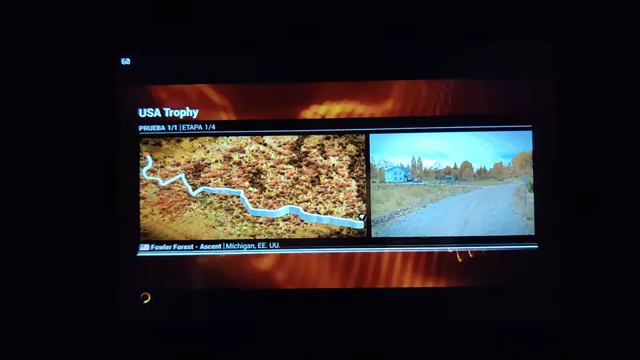 60
USA Trophy
PRUEBA 1/1 | ETAPA 1/4
Fowler Forest - Ascent | Michigan, EE. UU.